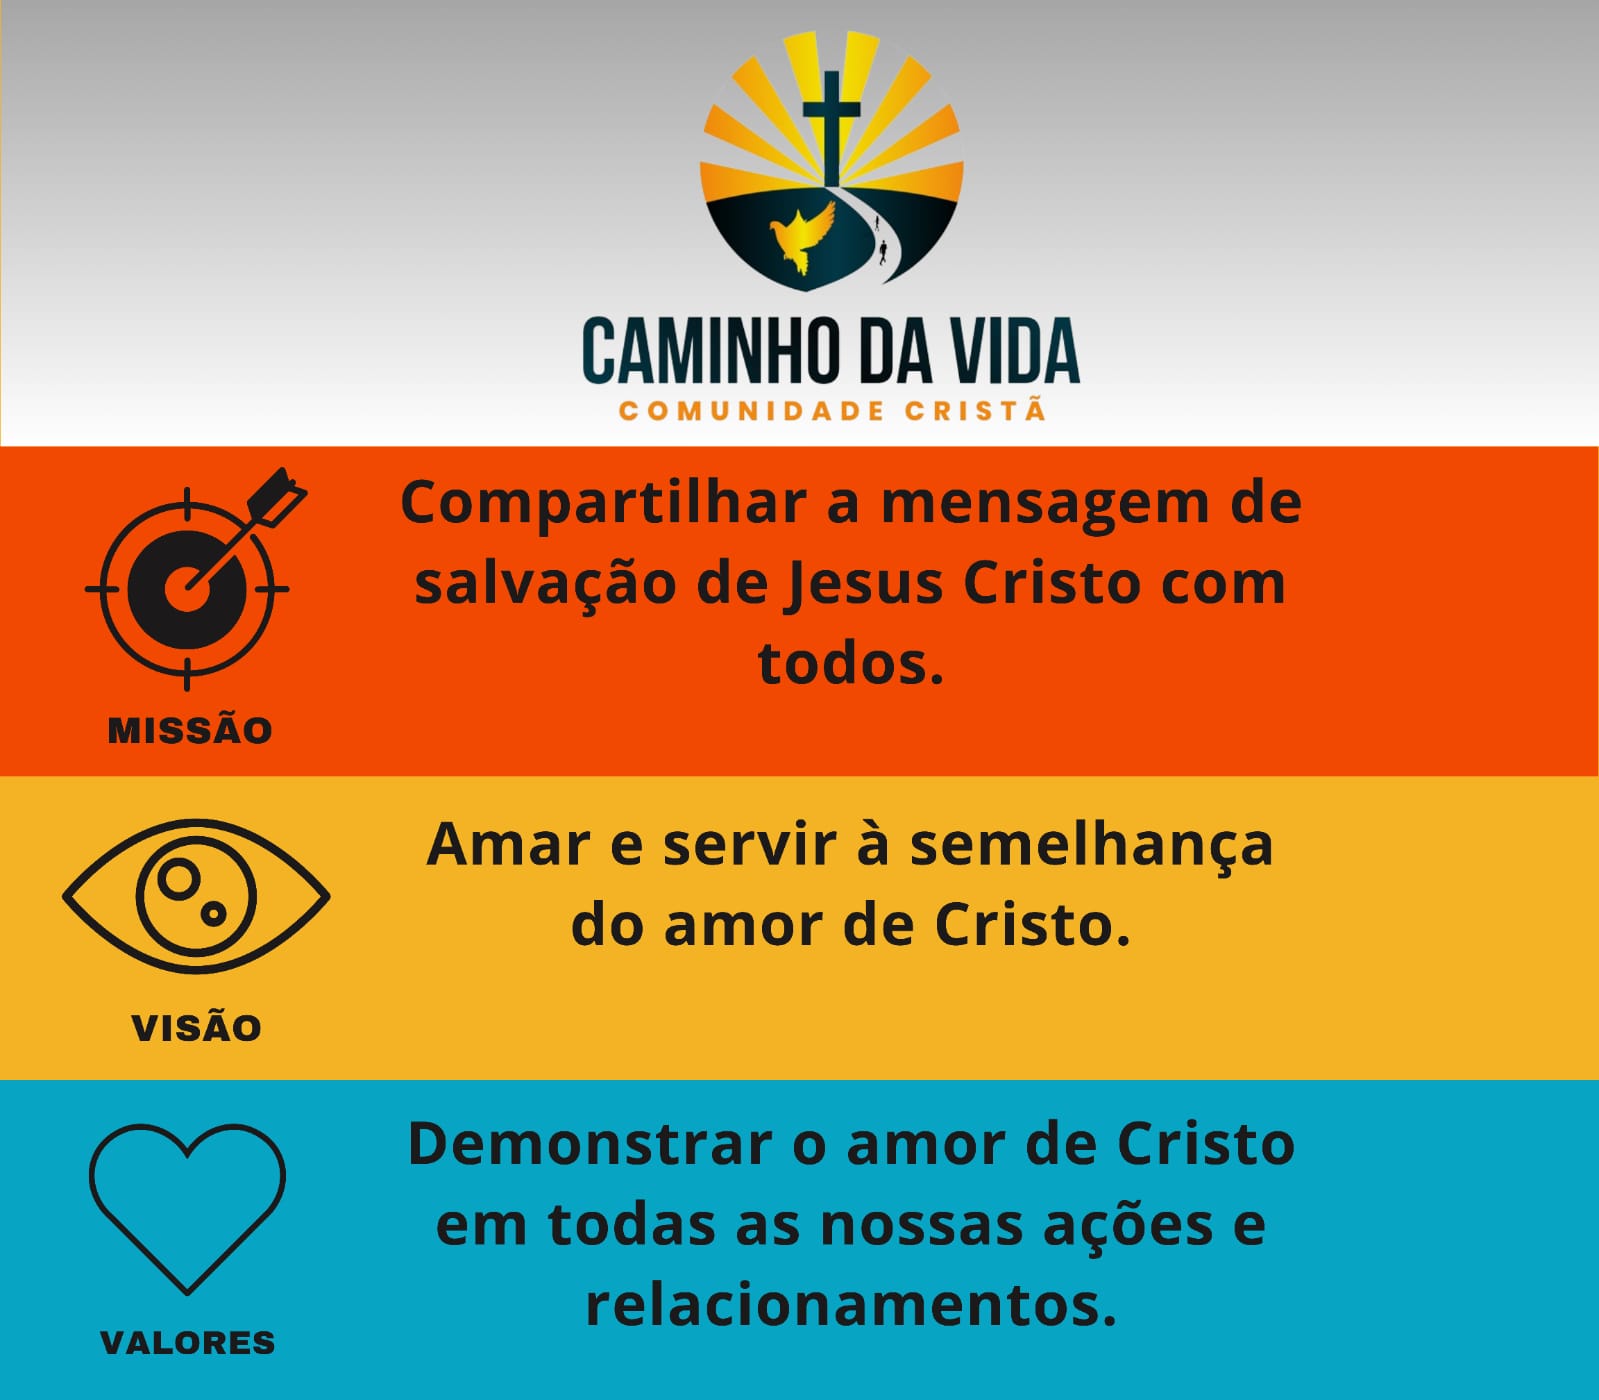 CAMINHO DA VIDA
COMUNIDADE CRISTÃ
Compartilhar a mensagem de
salvação de Jesus Cristo com
todos.
MISSÃO
Amar e servir à semelhança
do amor de Cristo.
VISÃO
Demonstrar o amor de Cristo
em todas as nossas ações e
relacionamentos.
VALORES